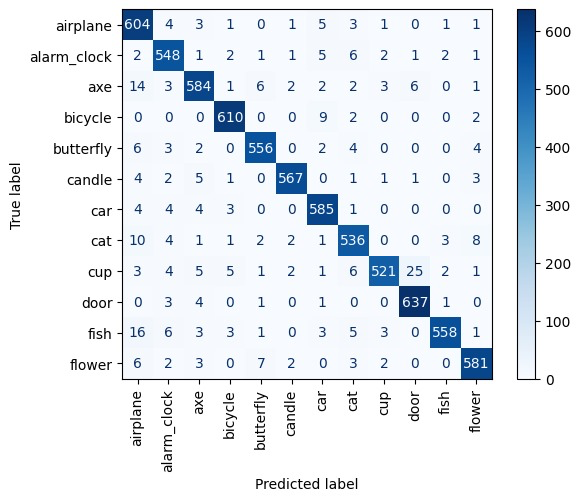 airplane 604 4 3 1 0 1 5 3 1 0 1 1
alarm_clock 2 548 1 2 1 1 5 6 2 1 2 1
axe 14 3 584 1 6 2 2 2 3 6 0 1
bicycle 0 0 0 610 0 0 9 2 0 0 0 2
butterfly 6 3 2 0 556 0 2 4 0 0 0 4
candle 4 2 5 1 0 567 0 1 1 1 0 3
car 4 4 4 3 0 0 585 1 0 0 0 0
cat 10 4 1 1 2 2 1 536 0 0 3 8
cup 3 4 5 5 1 2 1 6 521 25 2 1
door 0 3 4 0 1 0 1 0 0 637 1 0
fish 16 6 3 3 1 0 3 5 3 0 558 1
flower 6 2 3 0 7 2 0 3 2 0 0 581
airplane alarm_clock axe bicycle butterfly candle car cat cup door fish flower
Predicted label
True label
600
500
400
300
200
100
0